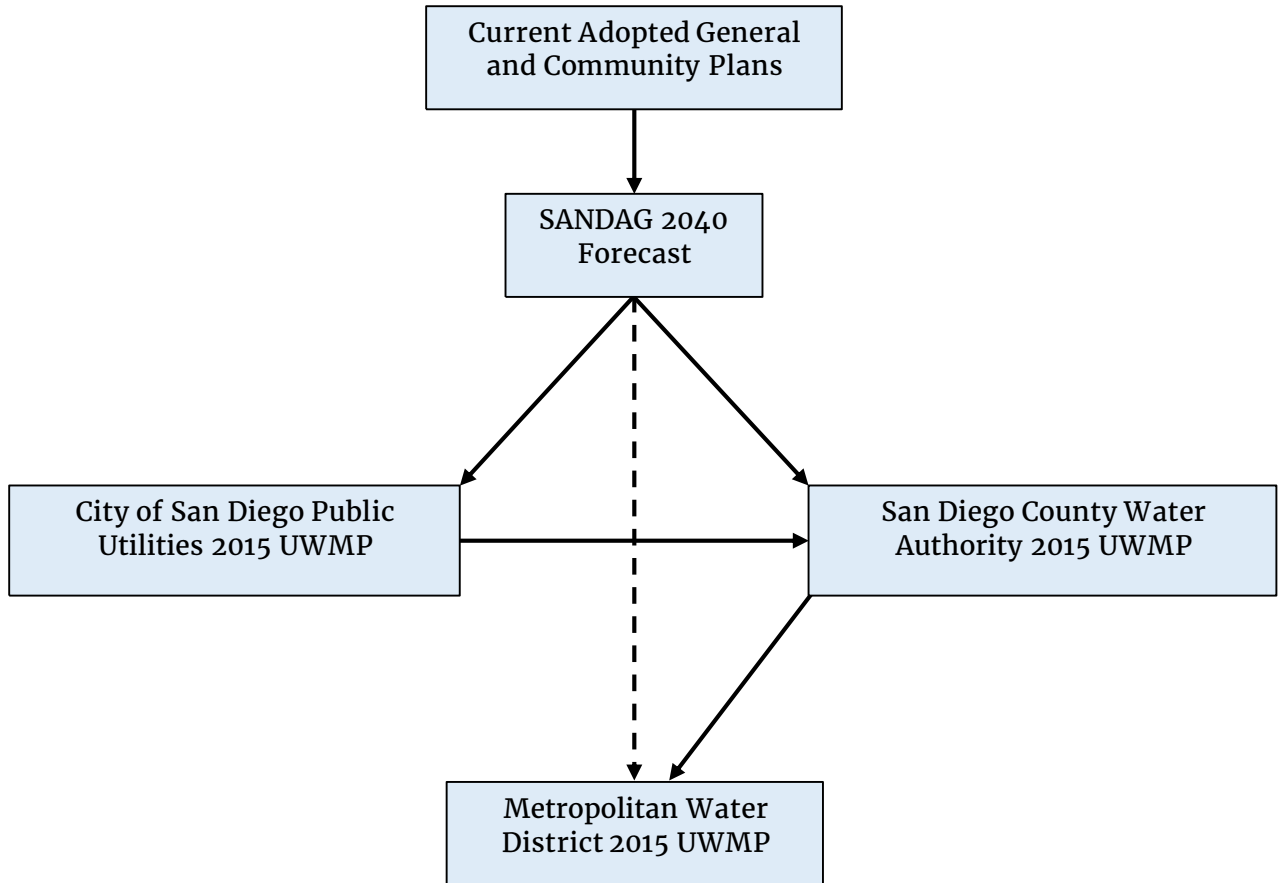 Current Adopted General
and Community Plans
SANDAG 2040
Forecast
City of San Diego Public
Utilities 2015 UWMP
San Diego County Water
Authority 2015 UWMP
Metropolitan Water
District 2015 UWMP